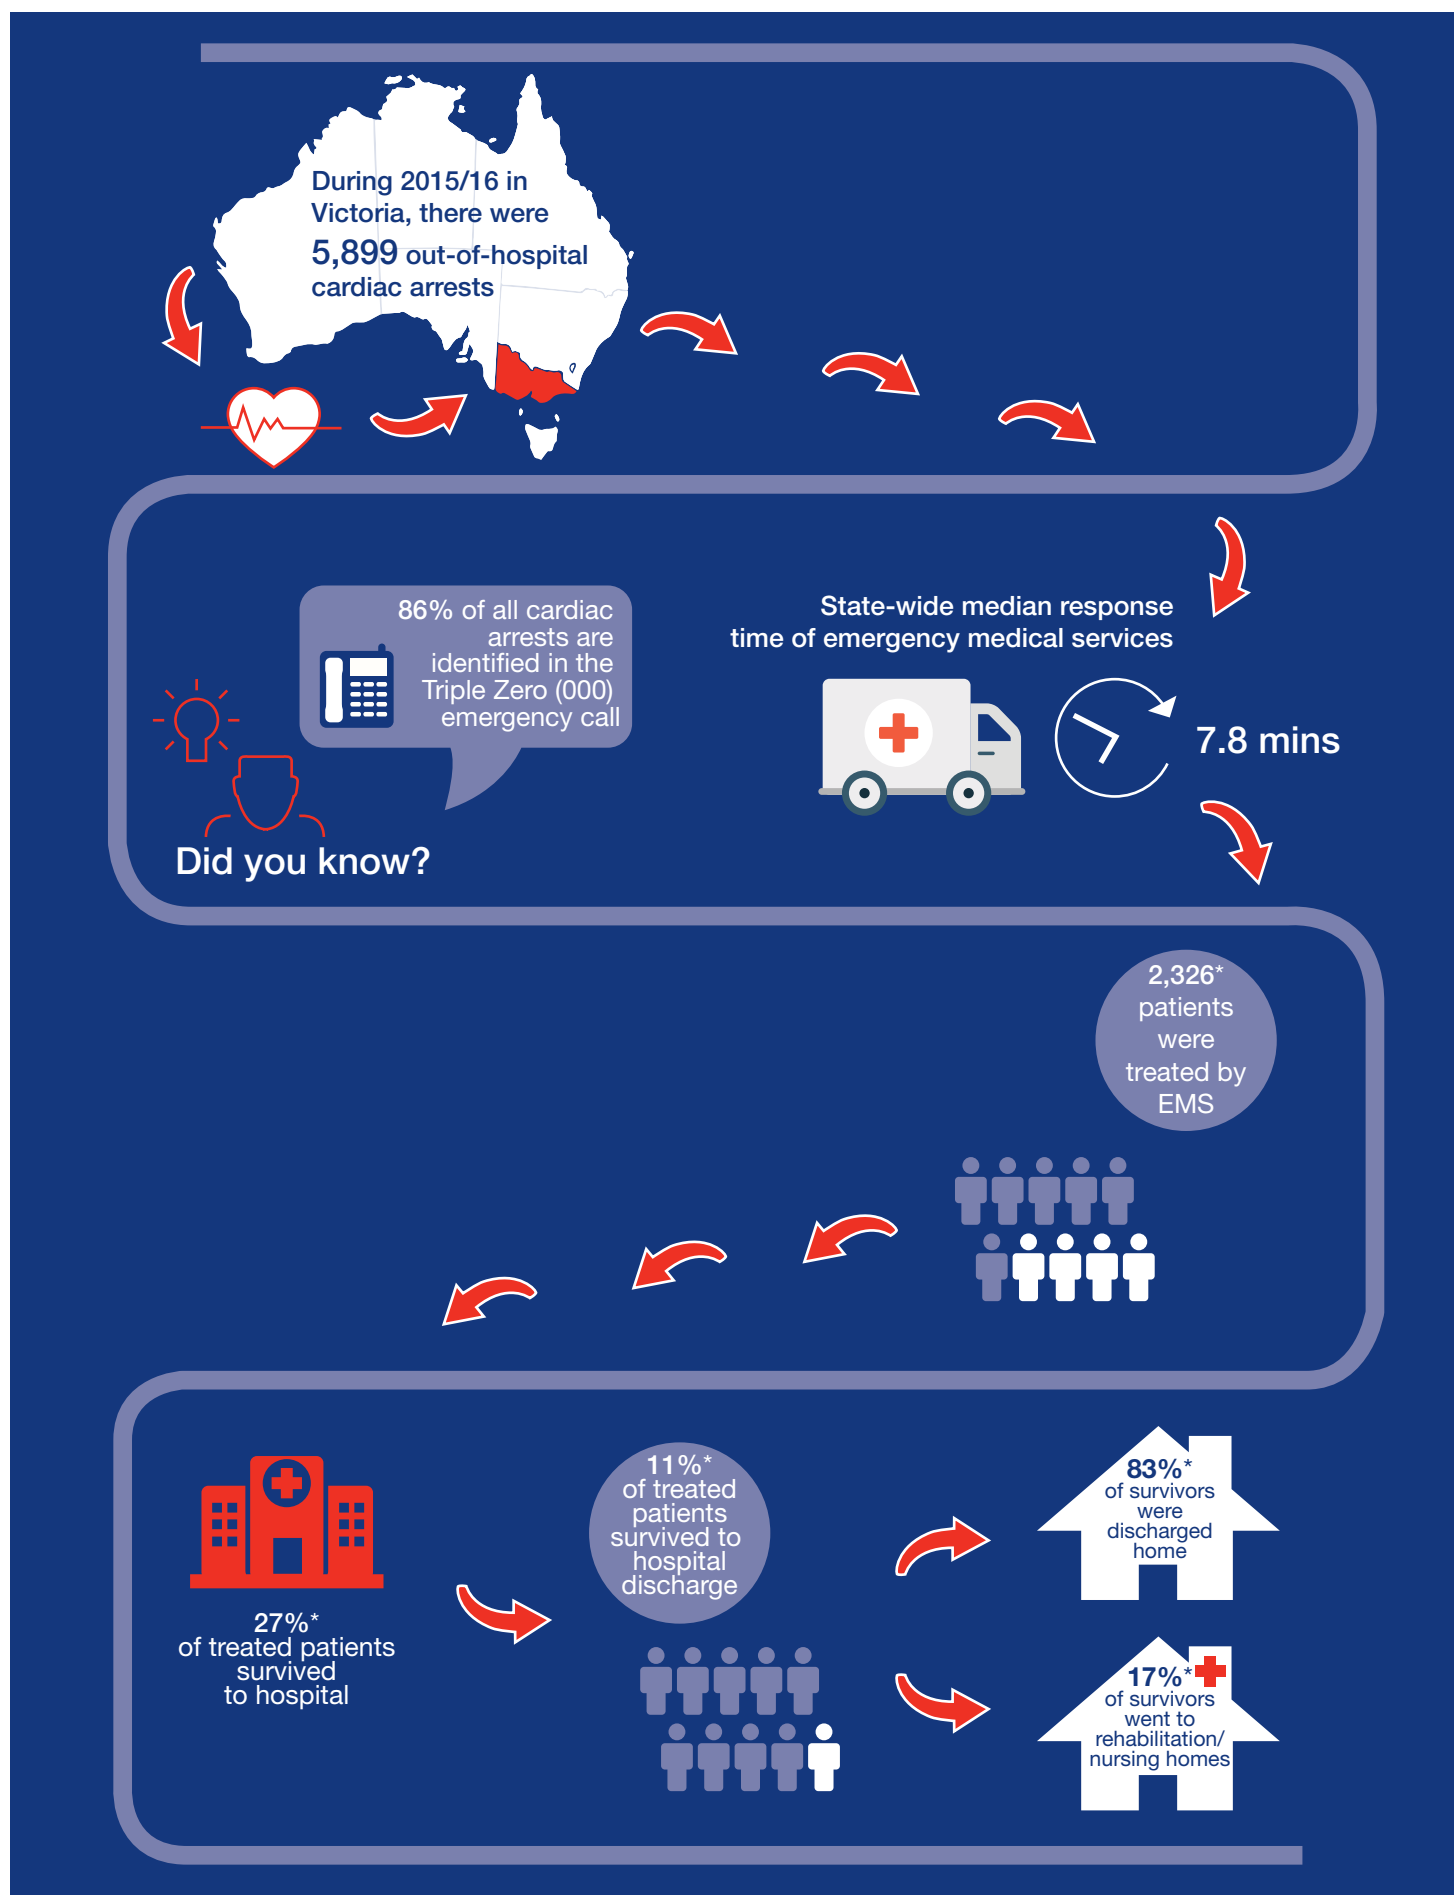 During 2015/16 in
Victoria, there were
5,899 out-of-hospital
cardiac arrests
86% of all cardiac
arrests are
identified in the
Triple Zero (000)
emergency call
Did you know?
State-wide median response
time of emergency medical services
7.8 mins
2,326*
patients
were
treated by
EMS
27%*
of treated patients
survived
to hospital
11%*
of treated
patients
survived to
hospital
discharge
83%*
of survivors
were
discharged
home
17%*
of survivors
went to
rehabilitation/
nursing homes